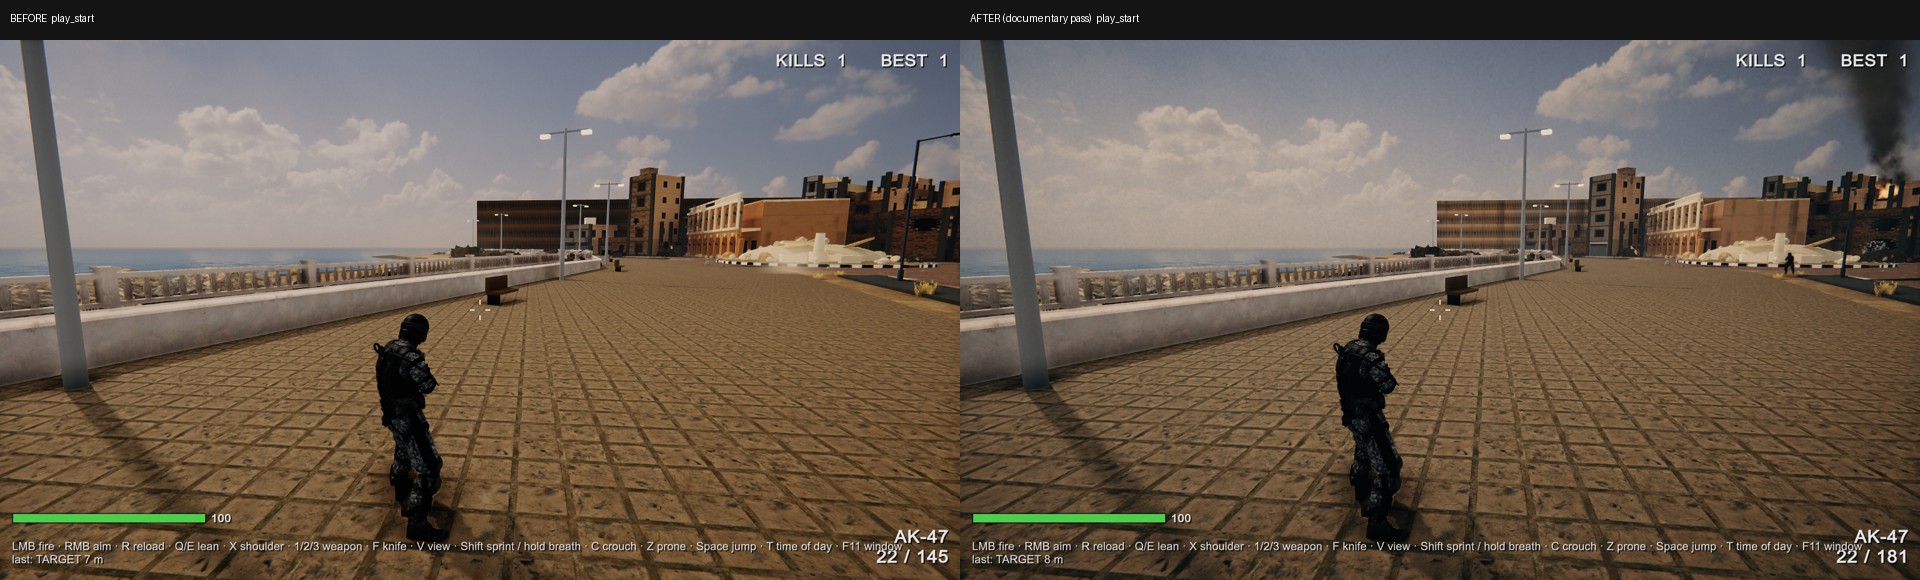 BEFORE play_start
AFTER (documentary pass) play_start
KILLS 1 BEST 1
100
AK-47
LMB fire · RMB aim · R reload · Q/E lean · X shoulder · 1/2/3 weapon · F knife · V view · Shift sprint / hold breath · C crouch · Z prone · Space jump · T time of day · F11 window
22 / 145
last: TARGET 7 m
KILLS 1 BEST 1
100
AK-47
LMB fire · RMB aim · R reload · Q/E lean · X shoulder · 1/2/3 weapon · F knife · V view · Shift sprint / hold breath · C crouch · Z prone · Space jump · T time of day · F11 window
22 / 181
last: TARGET 8 m